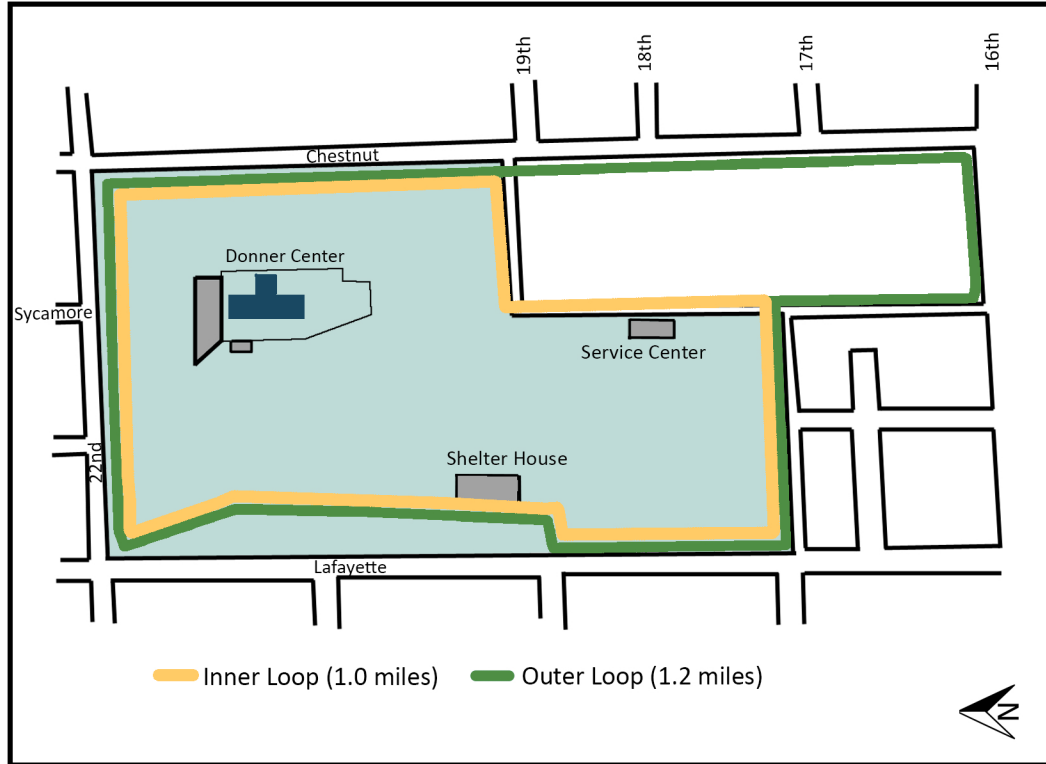 19th
18th
17th
16th
Chestnut
Donner Center
Sycamore
Service Center
22nd
Shelter House
Lafayette
Inner Loop (1.0 miles)
Outer Loop (1.2 miles)
N